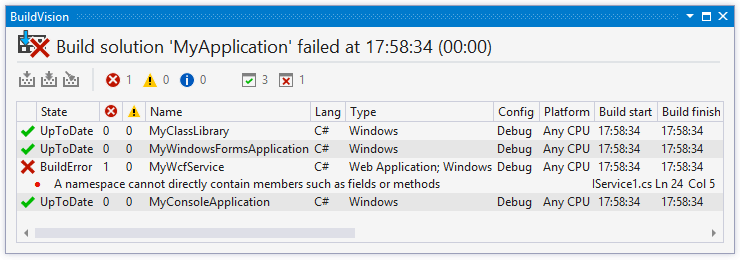 BuildVision
Build solution 'MyApplication' failed at 17:58:34 (00:00)
1 0 0 3 1
State Name Lang Type Config Platform Build start Build finish
UpToDate 0 0 MyClassLibrary C# Windows Debug Any CPU 17:58:34 17:58:34
UpToDate 0 0 MyWindowsFormsApplication C# Windows Debug Any CPU 17:58:34 17:58:34
BuildError 1 0 MyWcfService C# Web Application; Windows Debug Any CPU 17:58:34 17:58:34
A namespace cannot directly contain members such as fields or methods IService1.cs Ln 24 Col 5
UpToDate 0 0 MyConsoleApplication C# Windows Debug Any CPU 17:58:34 17:58:34